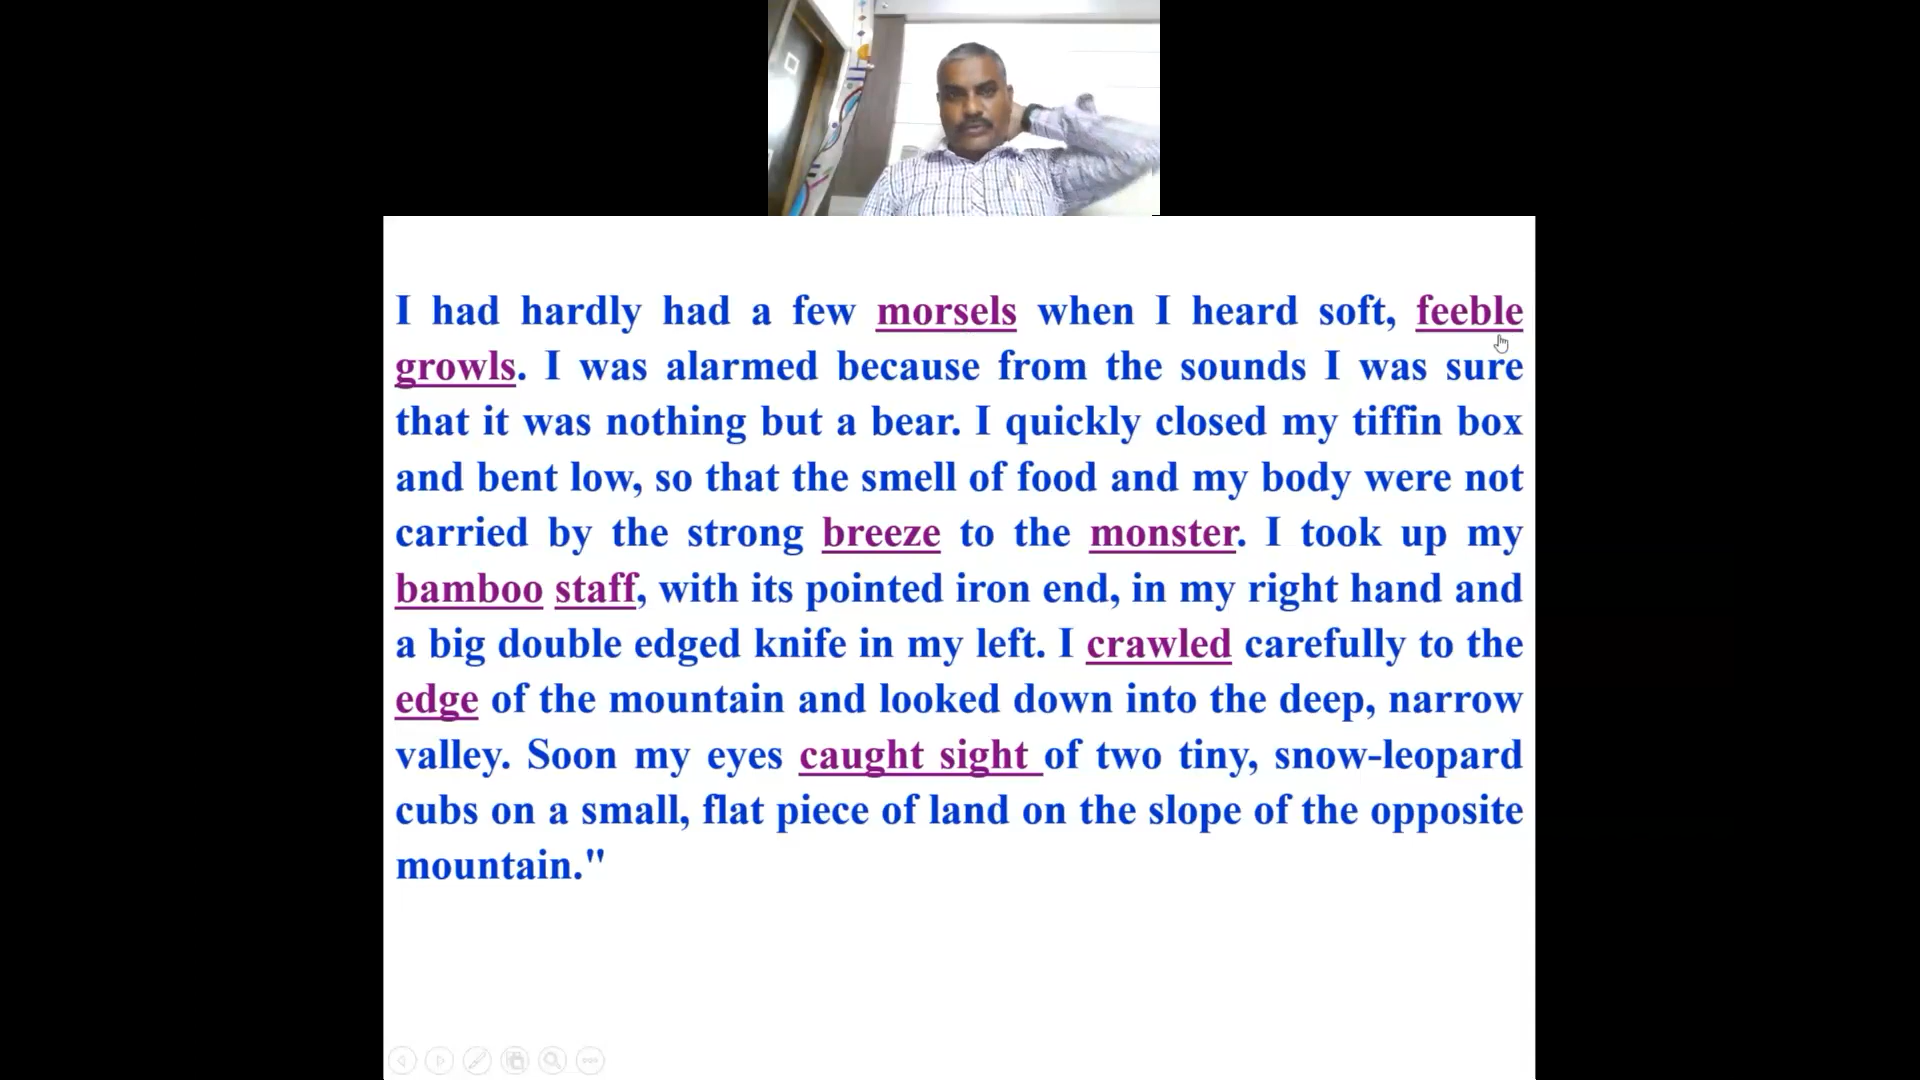 I had hardly had a few morsels when I heard soft, feeble
growls. I was alarmed because from the sounds I was sure
that it was nothing but a bear. I quickly closed my tiffin box
and bent low, so that the smell of food and my body were not
carried by the strong breeze to the monster. I took up my
bamboo staff, with its pointed iron end, in my right hand and
a big double edged knife in my left. I crawled carefully to the
edge of the mountain and looked down into the deep, narrow
valley. Soon my eyes caught sight of two tiny, snow-leopard
cubs on a small, flat piece of land on the slope of the opposite
mountain."